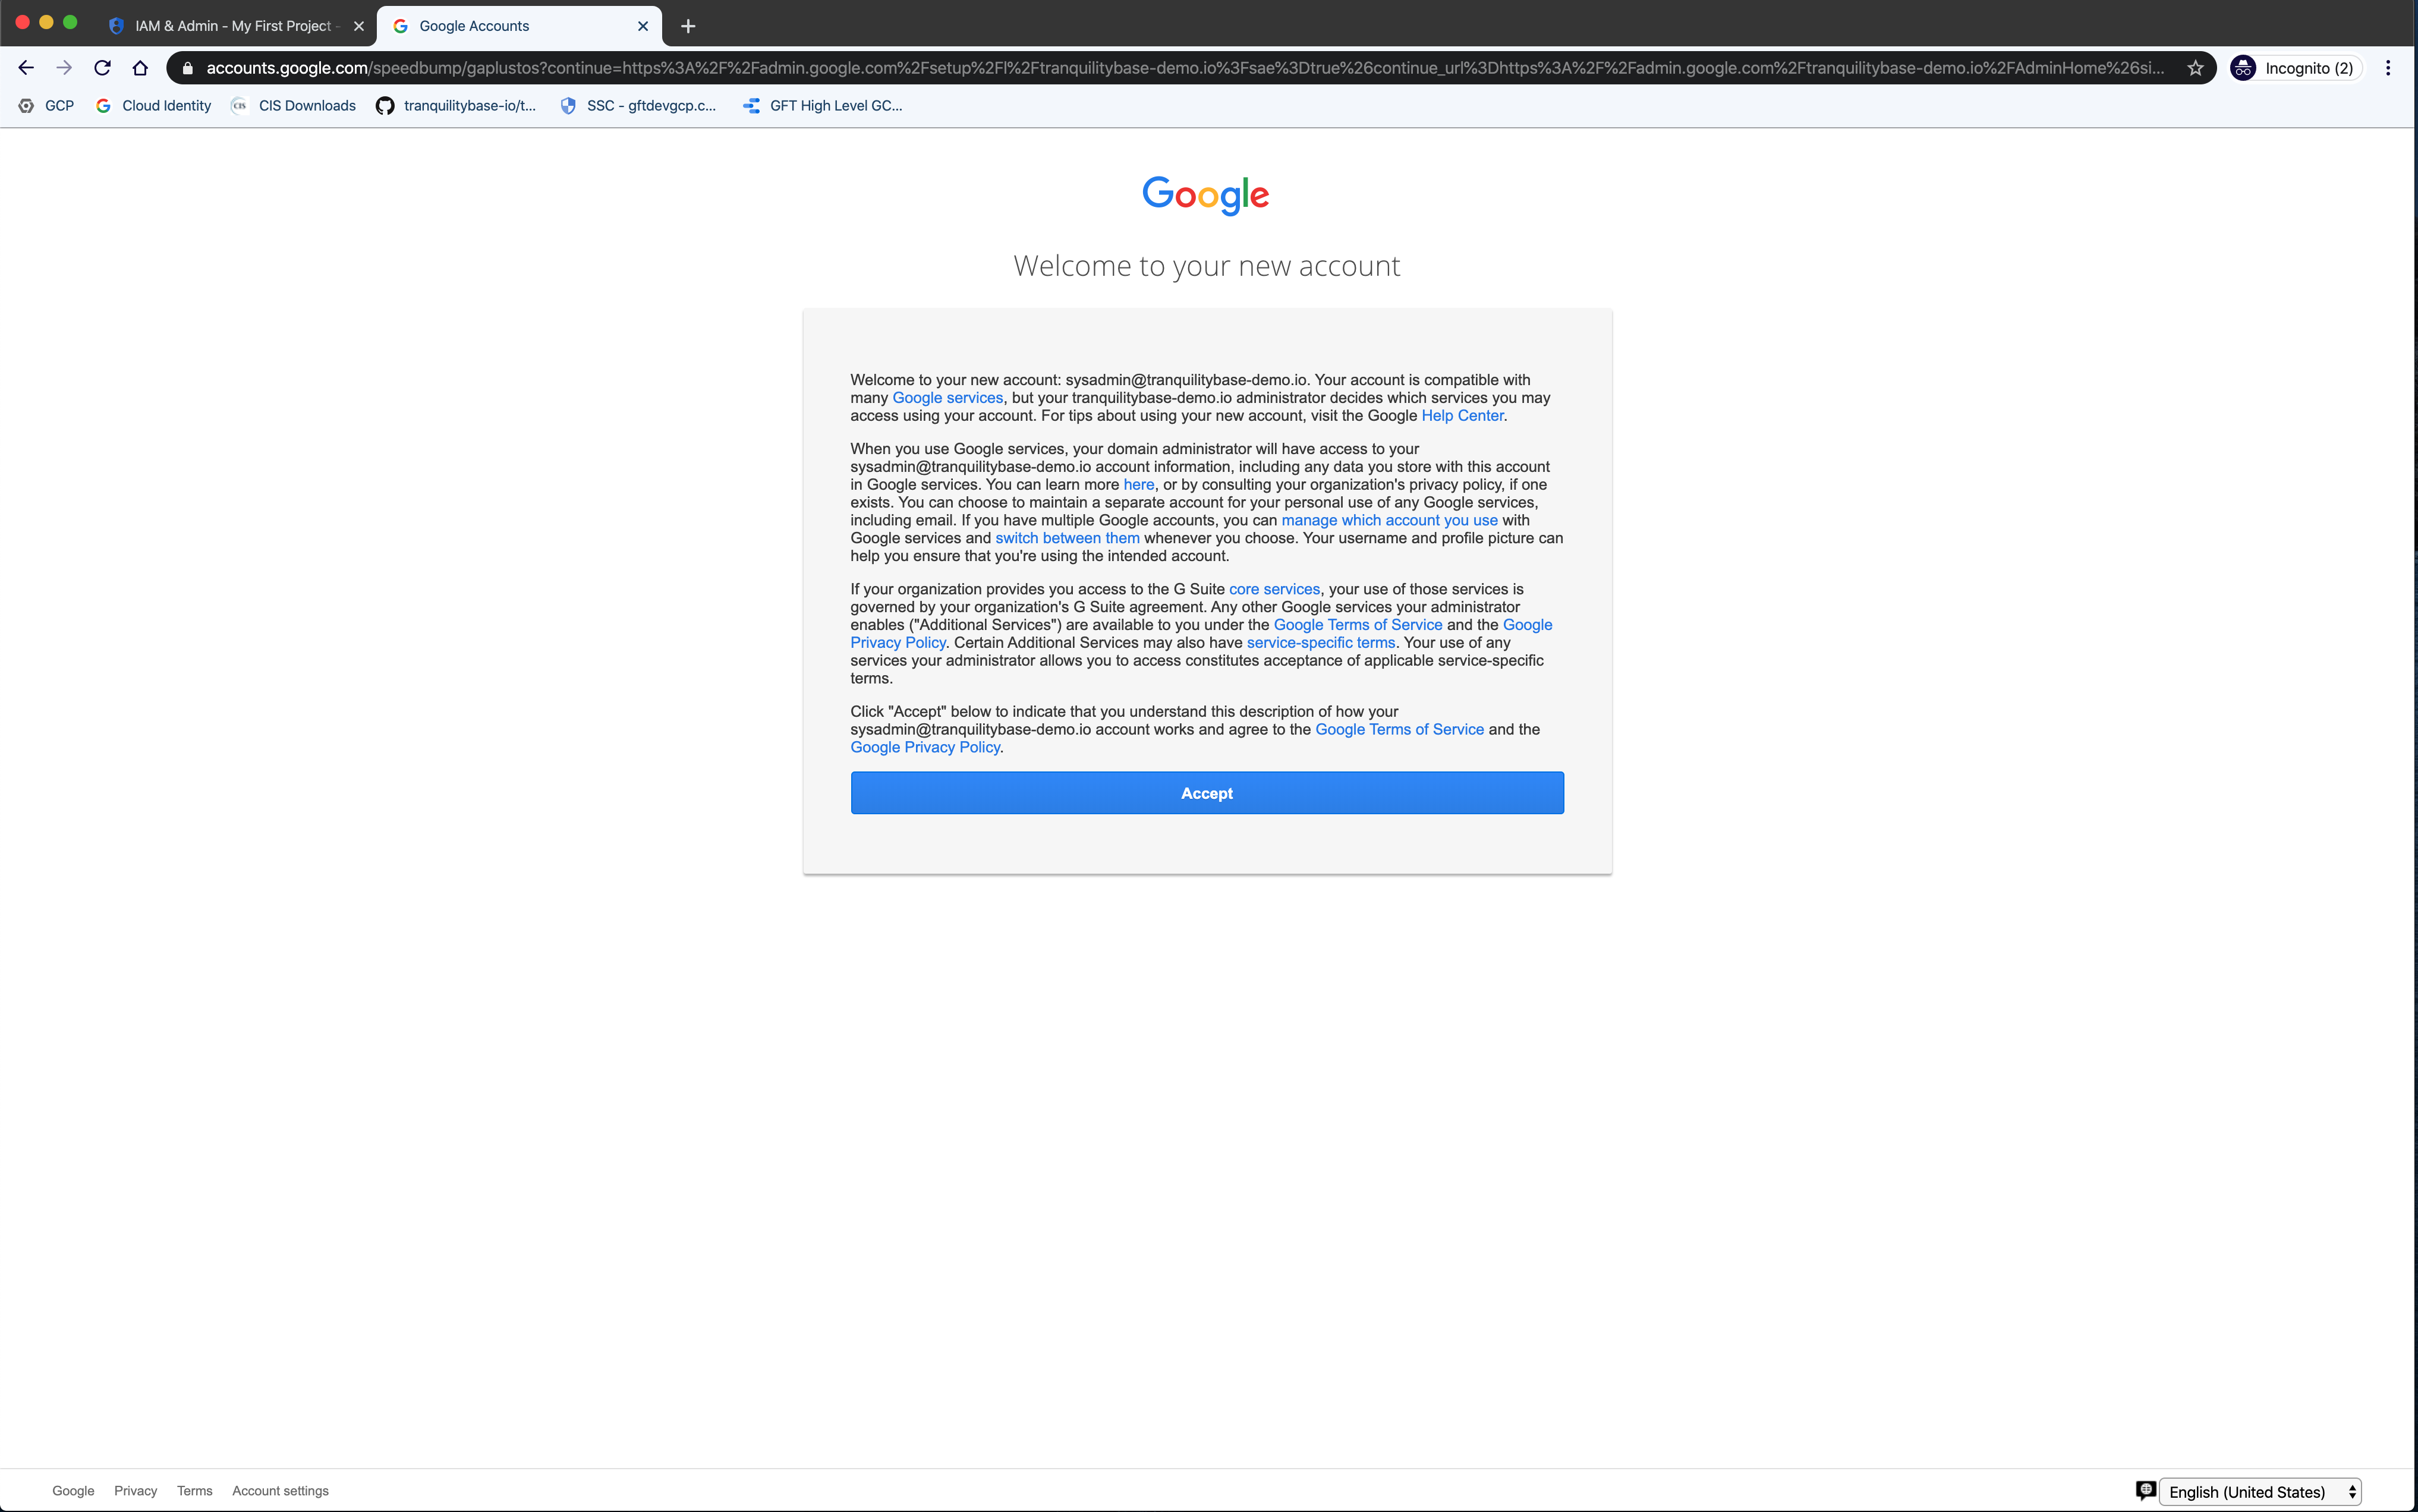 IAM & Admin - My First Project -
Google Accounts
accounts.google.com/speedbump/gaplustos?continue=https%3A%2F%2Fadmin.google.com%2Fsetup%2Fl%2Ftranquilitybase-demo.io%3Fsae%3Dtrue%26continue_url%3Dhttps%3A%2F%2Fadmin.google.com%2Ftranquilitybase-demo.io%2FAdminHome%26si...
Incognito (2)
GCP
Cloud Identity
CIS
CIS Downloads
tranquilitybase-io/t...
SSC - gftdevgcp.c...
GFT High Level GC...
Google
Welcome to your new account
Welcome to your new account: sysadmin@tranquilitybase-demo.io. Your account is compatible with
many Google services, but your tranquilitybase-demo.io administrator decides which services you may
access using your account. For tips about using your new account, visit the Google Help Center.
When you use Google services, your domain administrator will have access to your
sysadmin@tranquilitybase-demo.io account information, including any data you store with this account
in Google services. You can learn more here, or by consulting your organization's privacy policy, if one
exists. You can choose to maintain a separate account for your personal use of any Google services,
including email. If you have multiple Google accounts, you can manage which account you use with
Google services and switch between them whenever you choose. Your username and profile picture can
help you ensure that you're using the intended account.
If your organization provides you access to the G Suite core services, your use of those services is
governed by your organization's G Suite agreement. Any other Google services your administrator
enables ("Additional Services") are available to you under the Google Terms of Service and the Google
Privacy Policy. Certain Additional Services may also have service-specific terms. Your use of any
services your administrator allows you to access constitutes acceptance of applicable service-specific
terms.
Click "Accept" below to indicate that you understand this description of how your
sysadmin@tranquilitybase-demo.io account works and agree to the Google Terms of Service and the
Google Privacy Policy.
Accept
Google
Privacy
Terms
Account settings
English (United States)